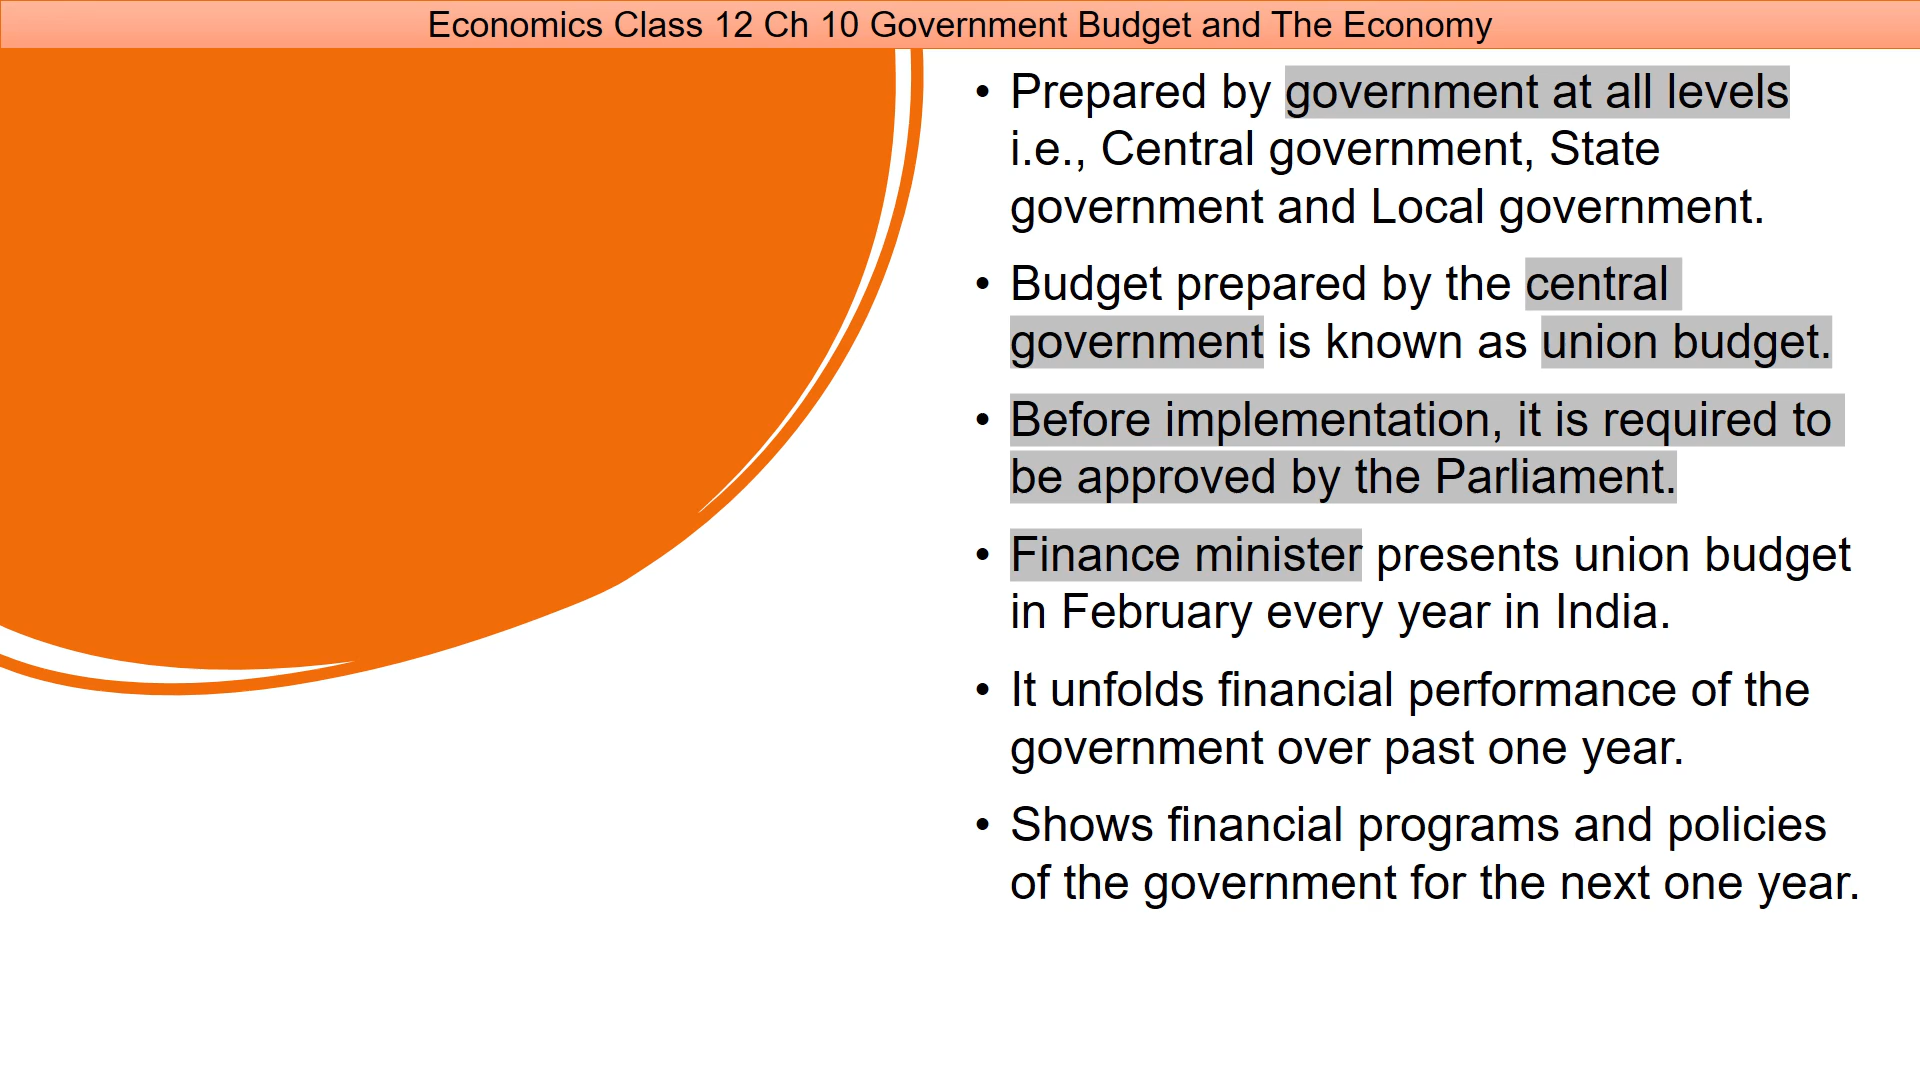 Economics Class 12 Ch 10 Government Budget and The Economy
• Prepared by government at all levels
i.e., Central government, State
government and Local government.
• Budget prepared by the central
government is known as union budget.
• Before implementation, it is required to
be approved by the Parliament.
• Finance minister presents union budget
in February every year in India.
• It unfolds financial performance of the
government over past one year.
• Shows financial programs and policies
of the government for the next one year.